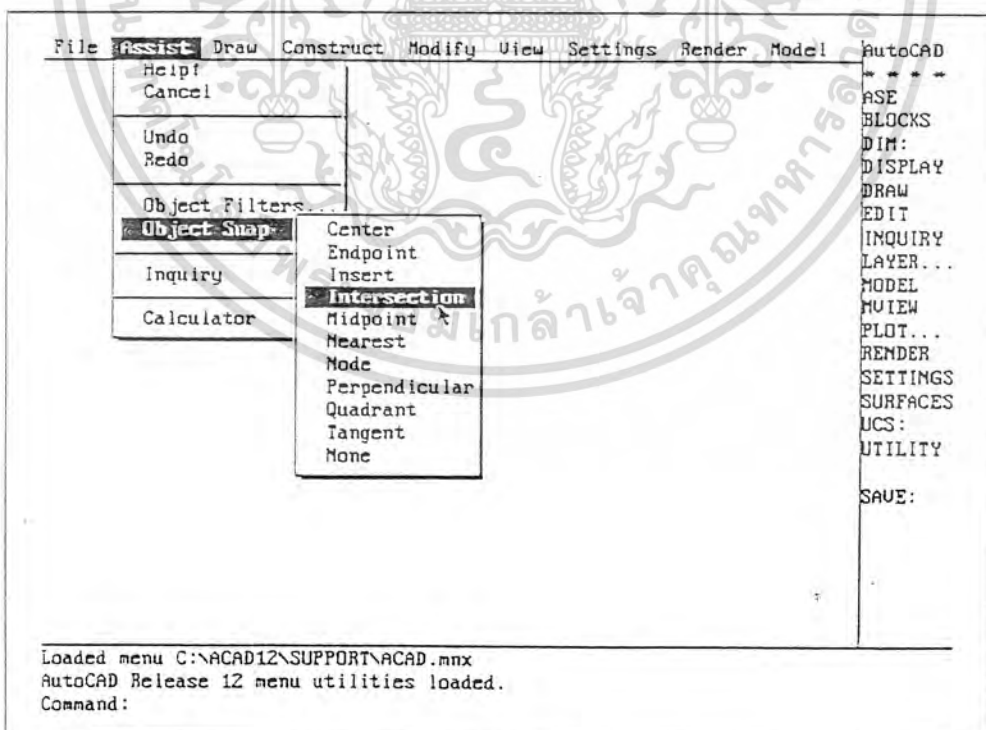 File Assist Draw Construct Modify View Settings Render Model
Help!
Cancel
Undo
Redo
Object Filters...
Object Snap
Inquiry
Calculator
Center
Endpoint
Insert
Intersection
Midpoint
Nearest
Node
Perpendicular
Quadrant
Tangent
None
AutoCAD
* * * *
ASE
BLOCKS
DIM:
DISPLAY
DRAW
EDIT
INQUIRY
LAYER...
MODEL
MVIEW
PLOT...
RENDER
SETTINGS
SURFACES
UCS:
UTILITY
SAVE:
Loaded menu C:\ACAD12\SUPPORT\ACAD.mnx
AutoCAD Release 12 menu utilities loaded.
Command: